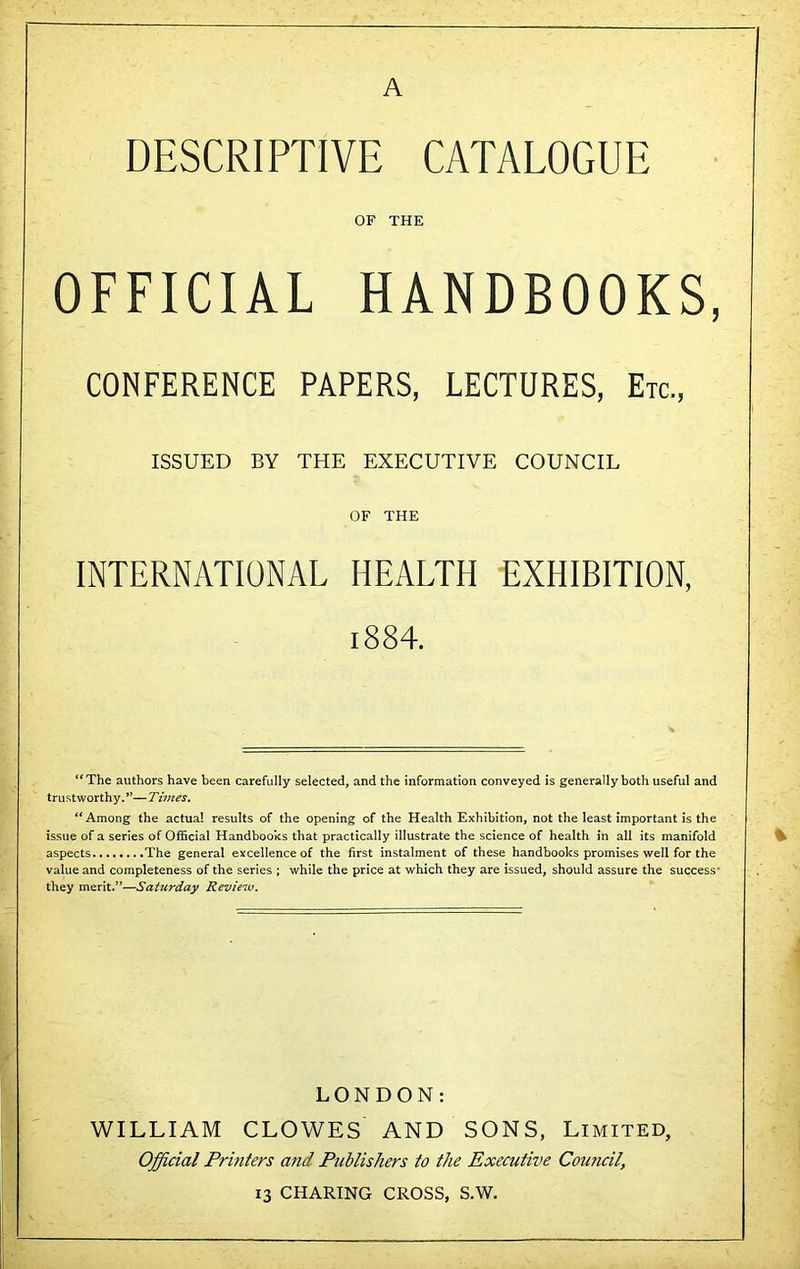 A
DESCRIPTIVE CATALOGUE
OF THE
OFFICIAL HANDBOOKS,
CONFERENCE PAPERS, LECTURES, ETC.,
ISSUED BY THE EXECUTIVE COUNCIL
OF THE
INTERNATIONAL HEALTH EXHIBITION,
1884.
“The authors have been carefully selected, and the information conveyed is generally both useful and
trustworthy.”—Times.
“Among the actual results of the opening of the Health Exhibition, not the least important is the
issue of a series of Official Handbooks that practically illustrate the science of health in all its manifold
aspects........The general excellence of the first instalment of these handbooks promises well for the
value and completeness of the series ; while the price at which they are issued, should assure the success
they merit.”—Saturday Review.
LONDON:
WILLIAM CLOWES AND SONS, LIMITED,
Official Printers and Publishers to the Executive Council,
13 CHARING CROSS, S.W.